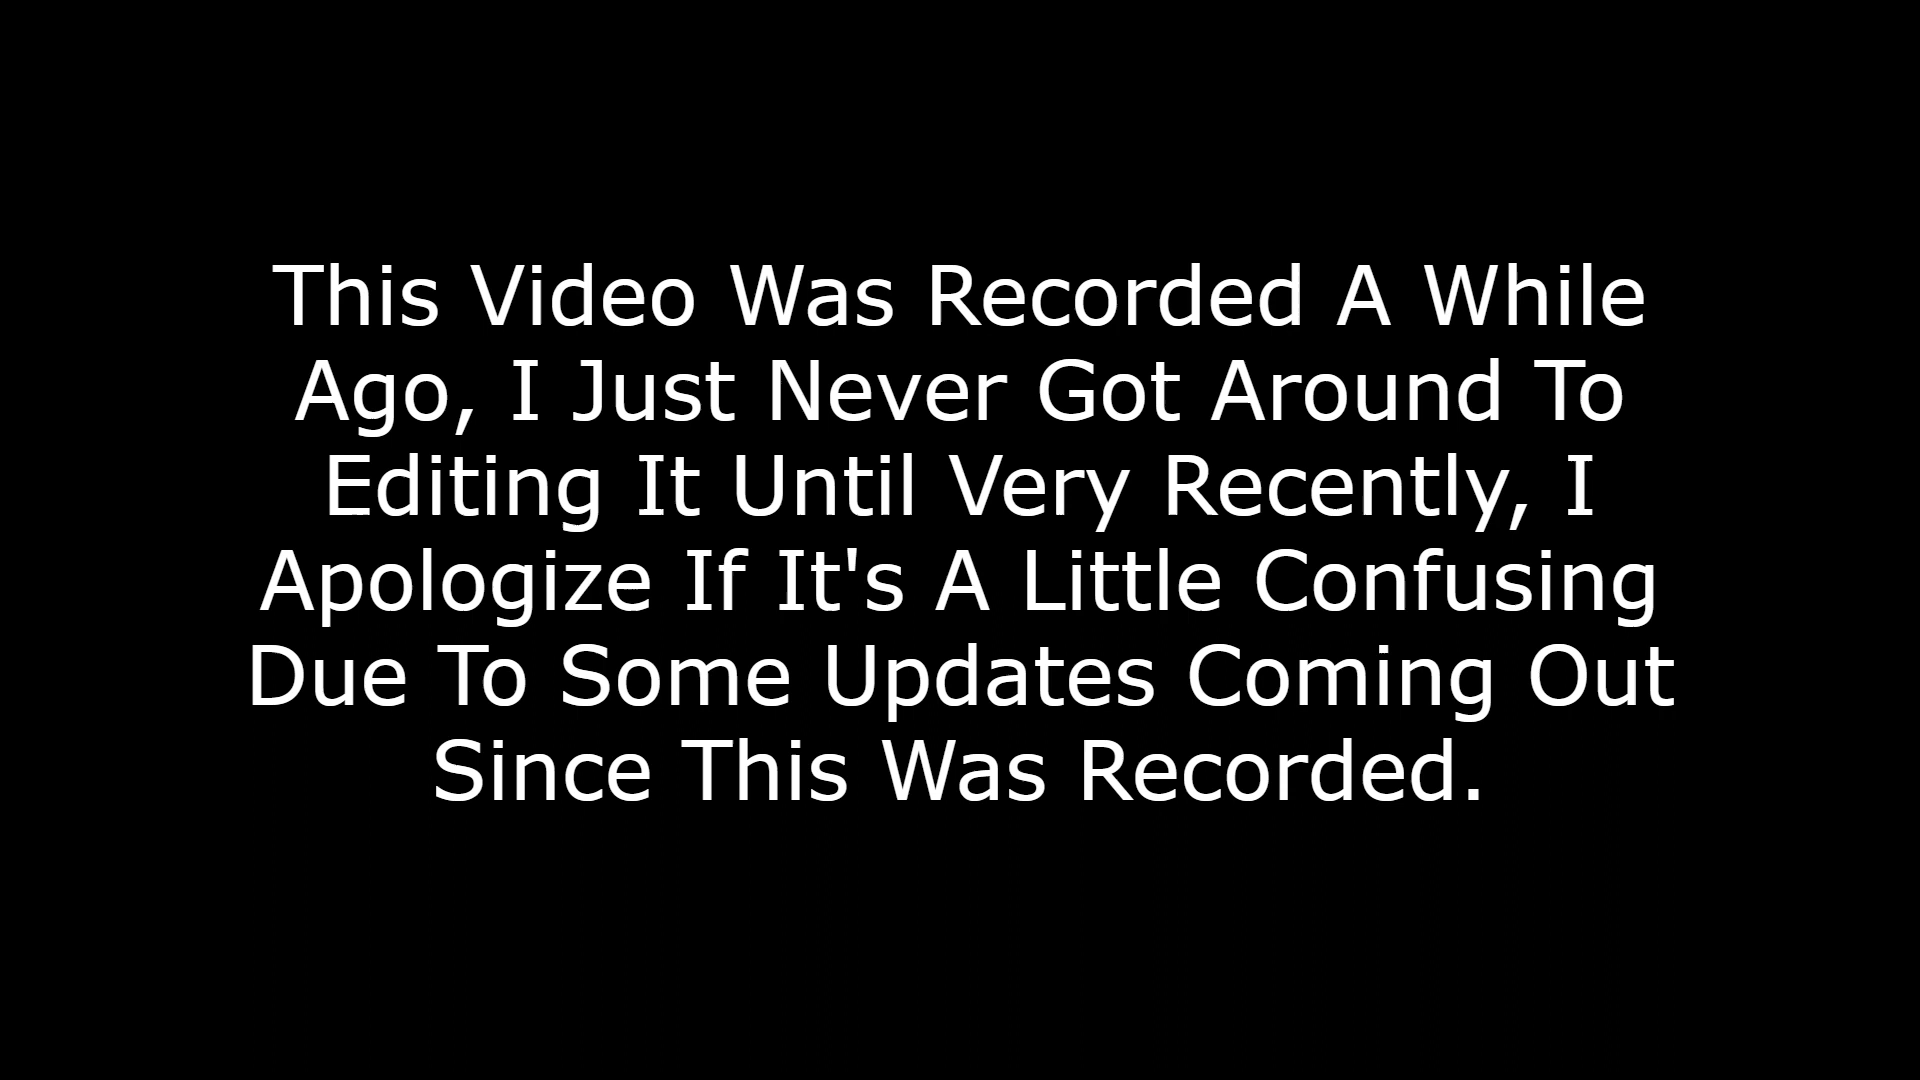 This Video Was Recorded A While
Ago, I Just Never Got Around To
Editing It Until Very Recently, I
Apologize If It's A Little Confusing
Due To Some Updates Coming Out
Since This Was Recorded.